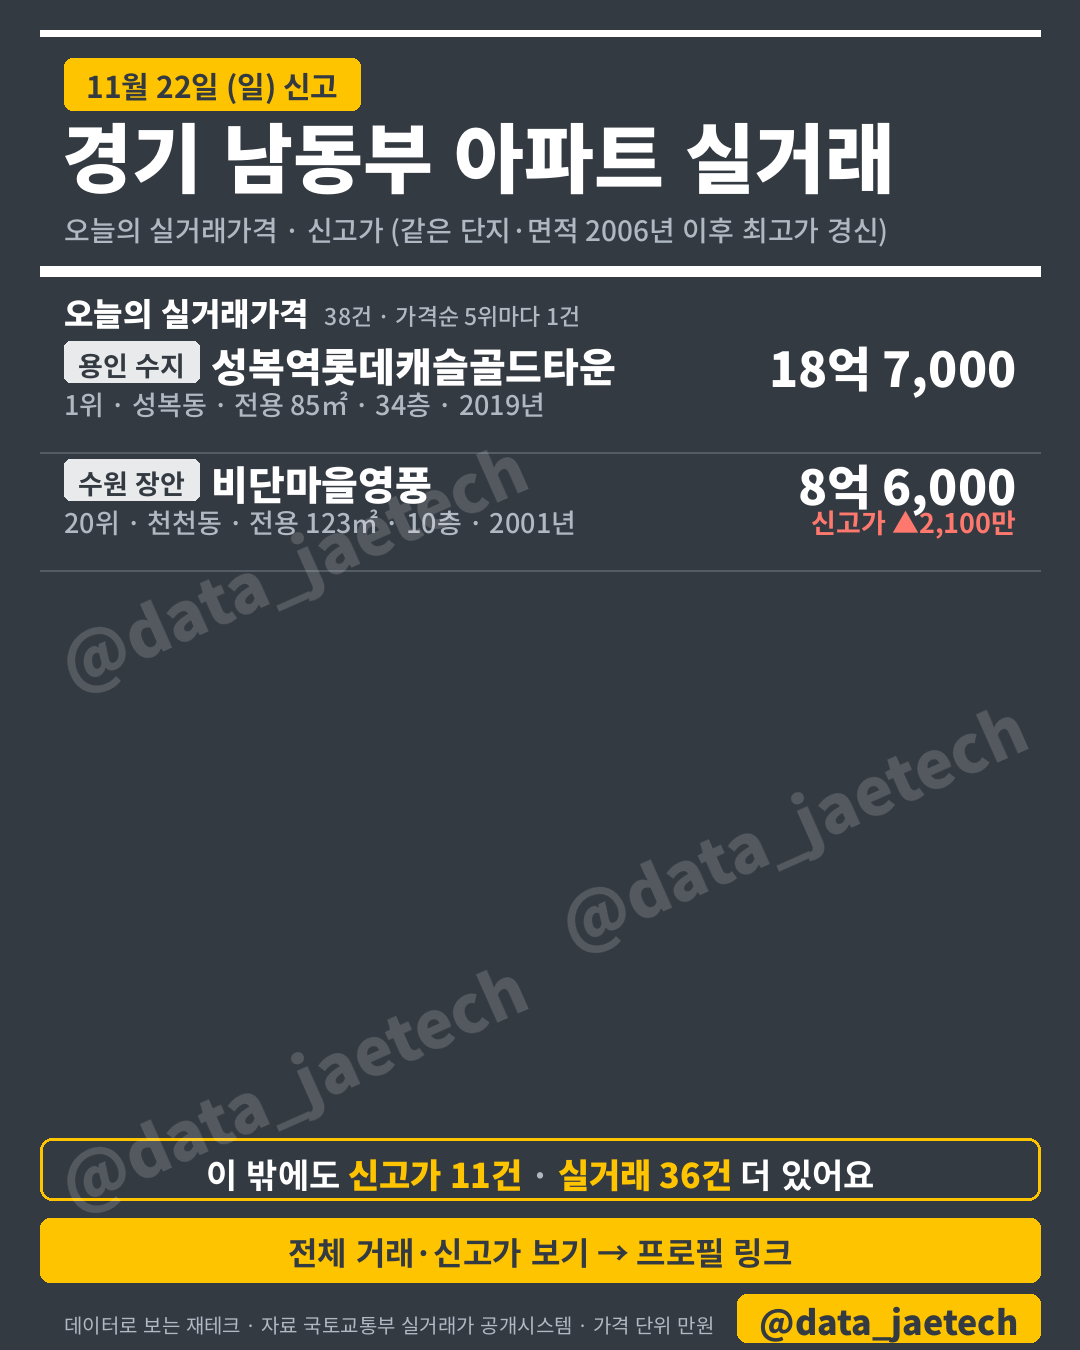 11월 22일 (일) 신고
경기 남동부 아파트 실거래
오늘의 실거래가격 · 신고가 (같은 단지·면적 2006년 이후 최고가 경신)
오늘의 실거래가격 38건 · 가격순 5위마다 1건
용인 수지 성복역롯데캐슬골드타운 18억 7,000
1위 · 성복동 · 전용 85㎡ · 34층 · 2019년
수원 장안 비단마을영풍 8억 6,000
20위 · 천천동 · 전용 123㎡ · 10층 · 2001년 신고가 ▲2,100만
@data_jaetech
@data_jaetech
@data_jaetech
이 밖에도 신고가 11건 · 실거래 36건 더 있어요
전체 거래·신고가 보기 → 프로필 링크
데이터로 보는 재테크 · 자료 국토교통부 실거래가 공개시스템 · 가격 단위 만원 @data_jaetech